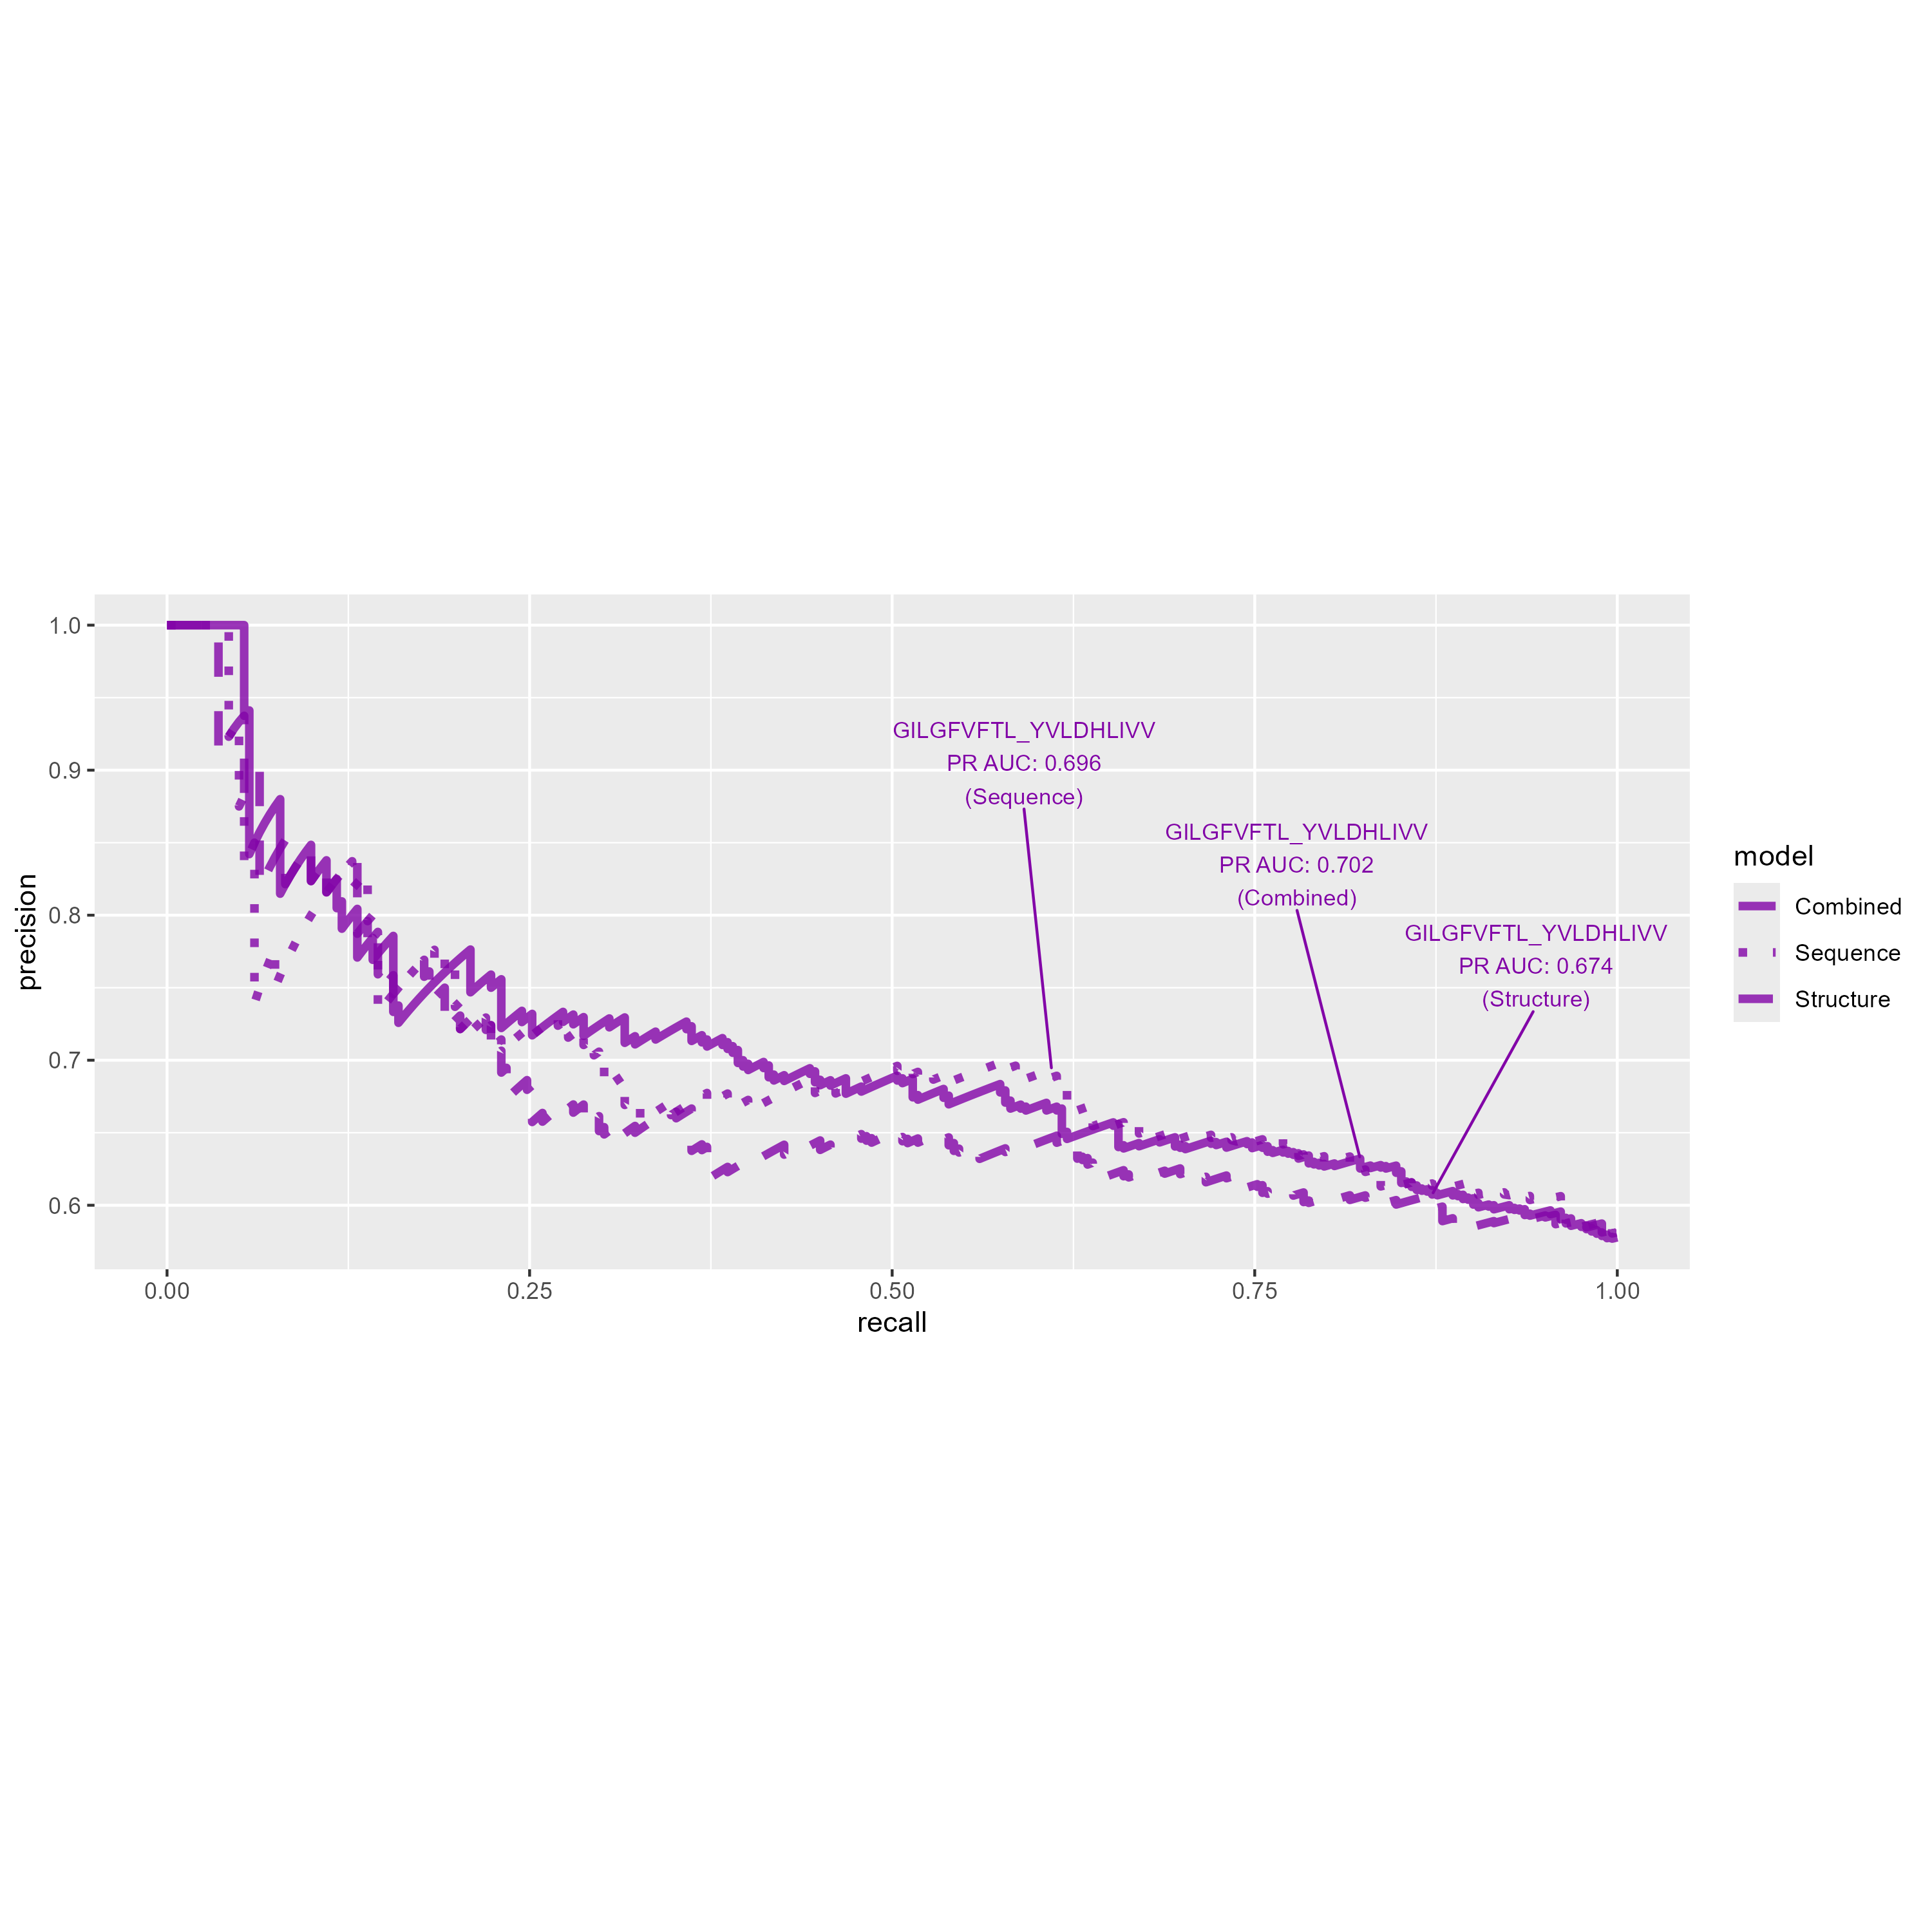 GILGFVFTL_YVLDHLIVV
PR AUC: 0.696
(Sequence)
GILGFVFTL_YVLDHLIVV
PR AUC: 0.702
(Combined)
GILGFVFTL_YVLDHLIVV
PR AUC: 0.674
(Structure)
1.0
0.9
0.8
0.7
0.6
precision
0.00
0.25
0.50
0.75
1.00
recall
model
Combined
Sequence
Structure